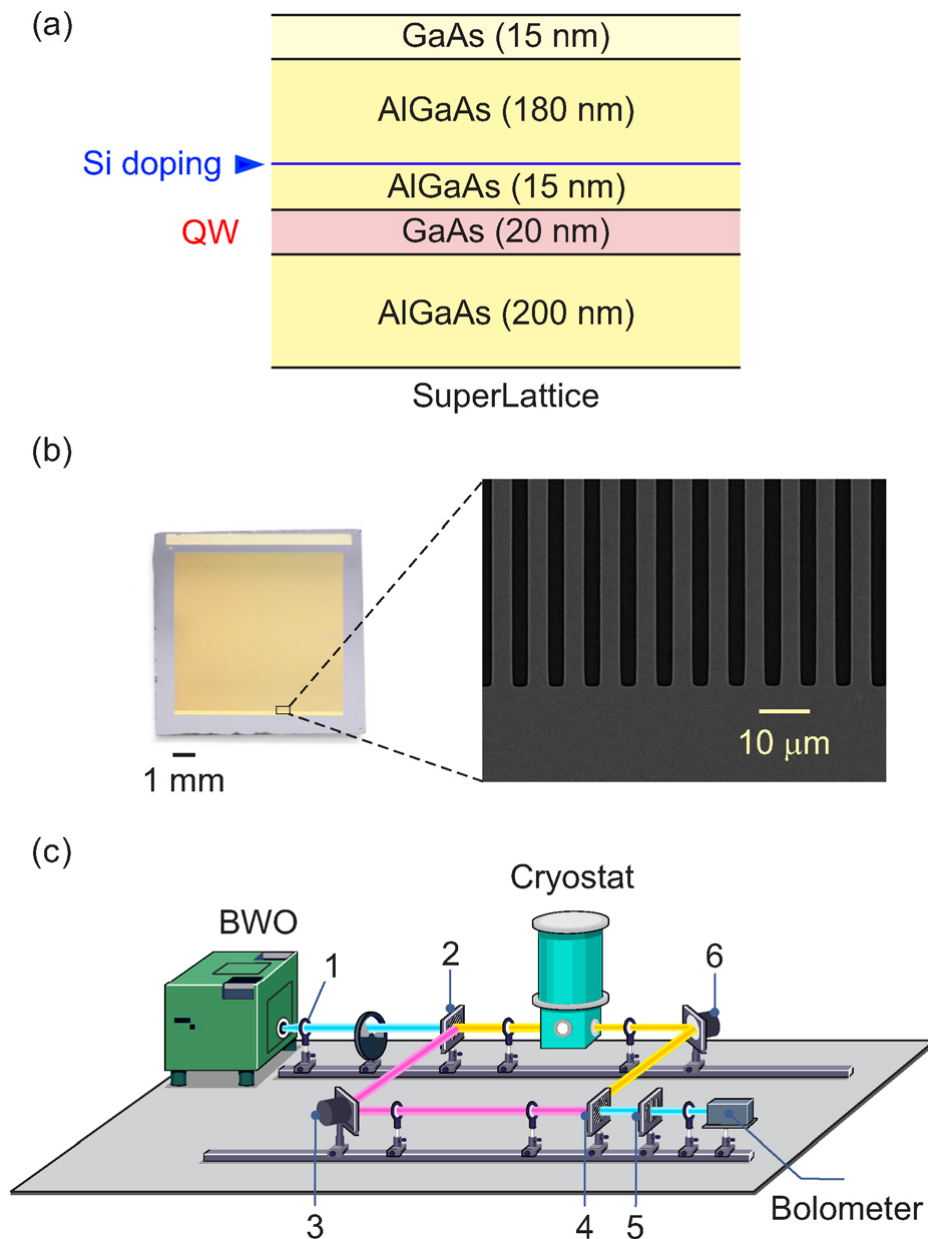 (a)
GaAs (15 nm)
AlGaAs (180 nm)
Si doping
AlGaAs (15 nm)
QW
GaAs (20 nm)
AlGaAs (200 nm)
SuperLattice
(b)
10 μm
1 mm
(c)
Cryostat
BWO
1
2
6
3
4
5
Bolometer